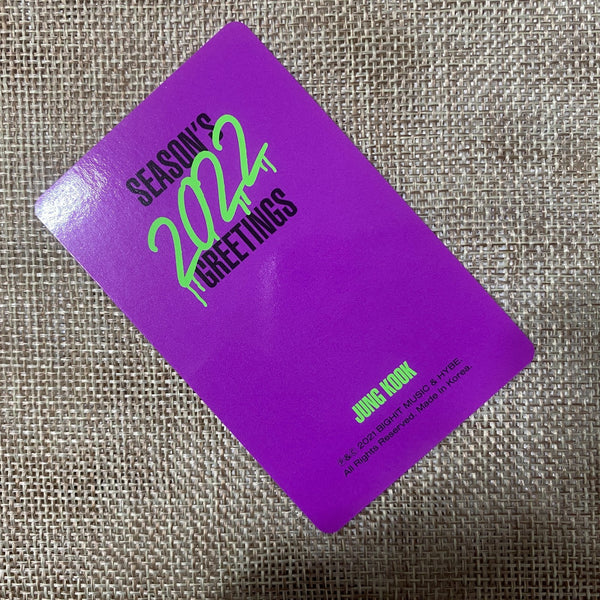 SEASON'S
2022
GREETINGS
JUNG KOOK
℗&© 2021 BIGHIT MUSIC & HYBE.
All Rights Reserved. Made in Korea.